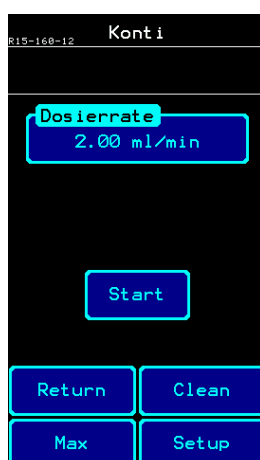 Konti
R15-160-12
Dosierrate
2.00 ml/min
Start
Return Clean
Max Setup